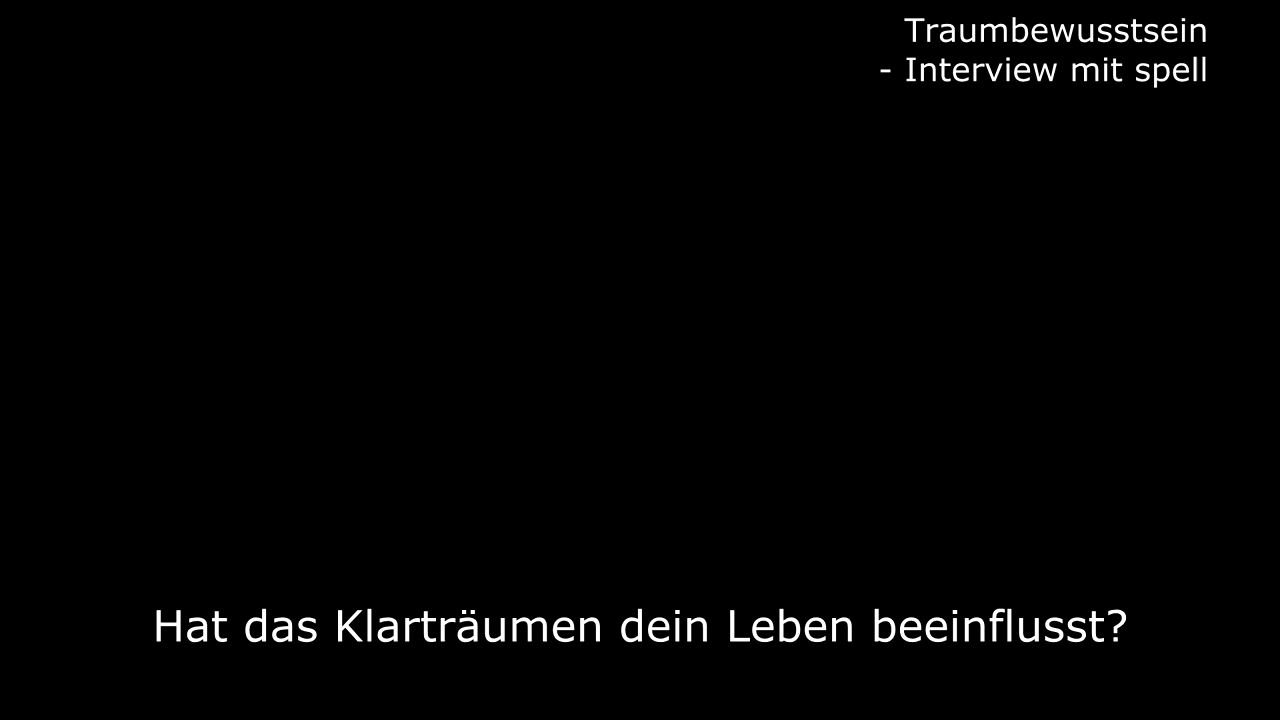 Traumbewusstsein
- Interview mit spell
Hat das Klarträumen dein Leben beeinflusst?